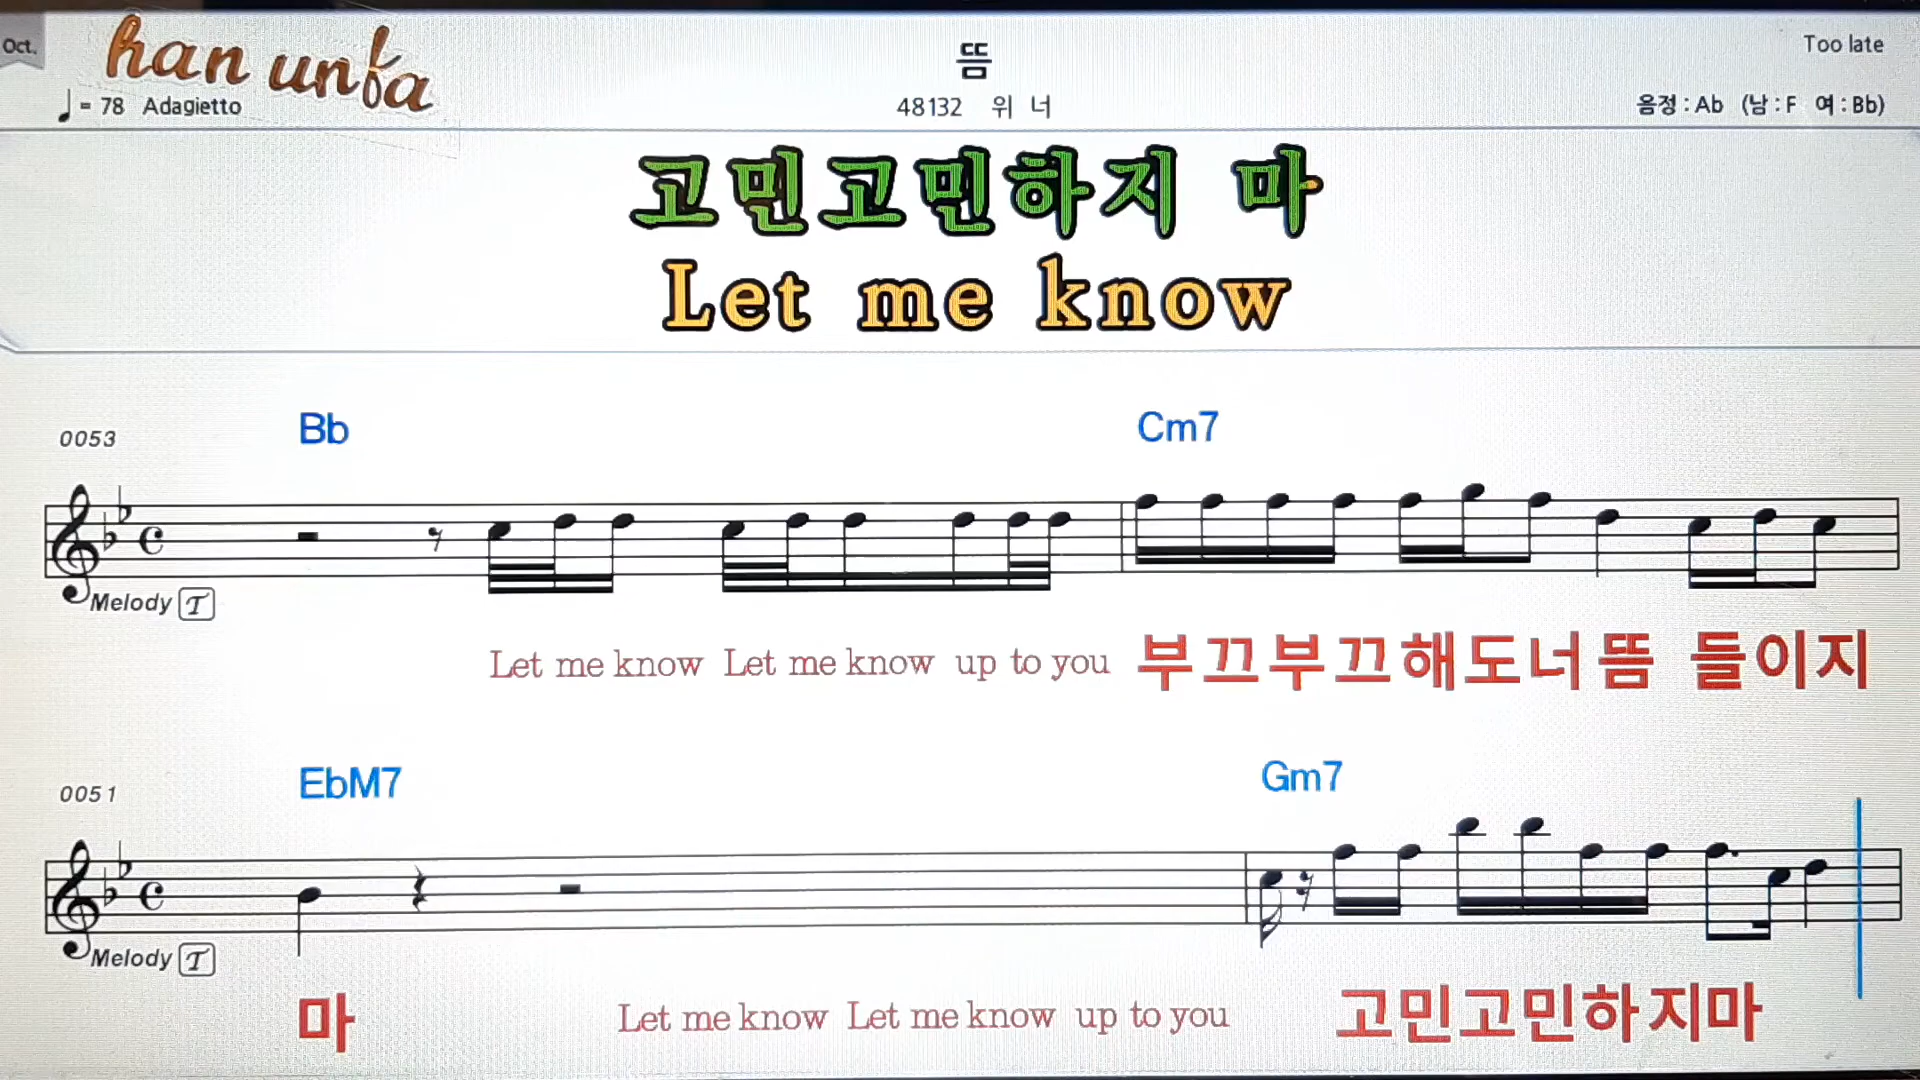 Oct.
han unfa
뜸
Too late
= 78 Adagietto
48132 위 너
음정 : Ab (남 : F 여 : Bb)
고민고민하지 마
Let me know
0053
Bb
Cm7
Melody T
Let me know Let me know up to you 부끄부끄해도너뜸 들이지
0051
EbM7
Gm7
Melody T
마 Let me know Let me know up to you 고민고민하지마